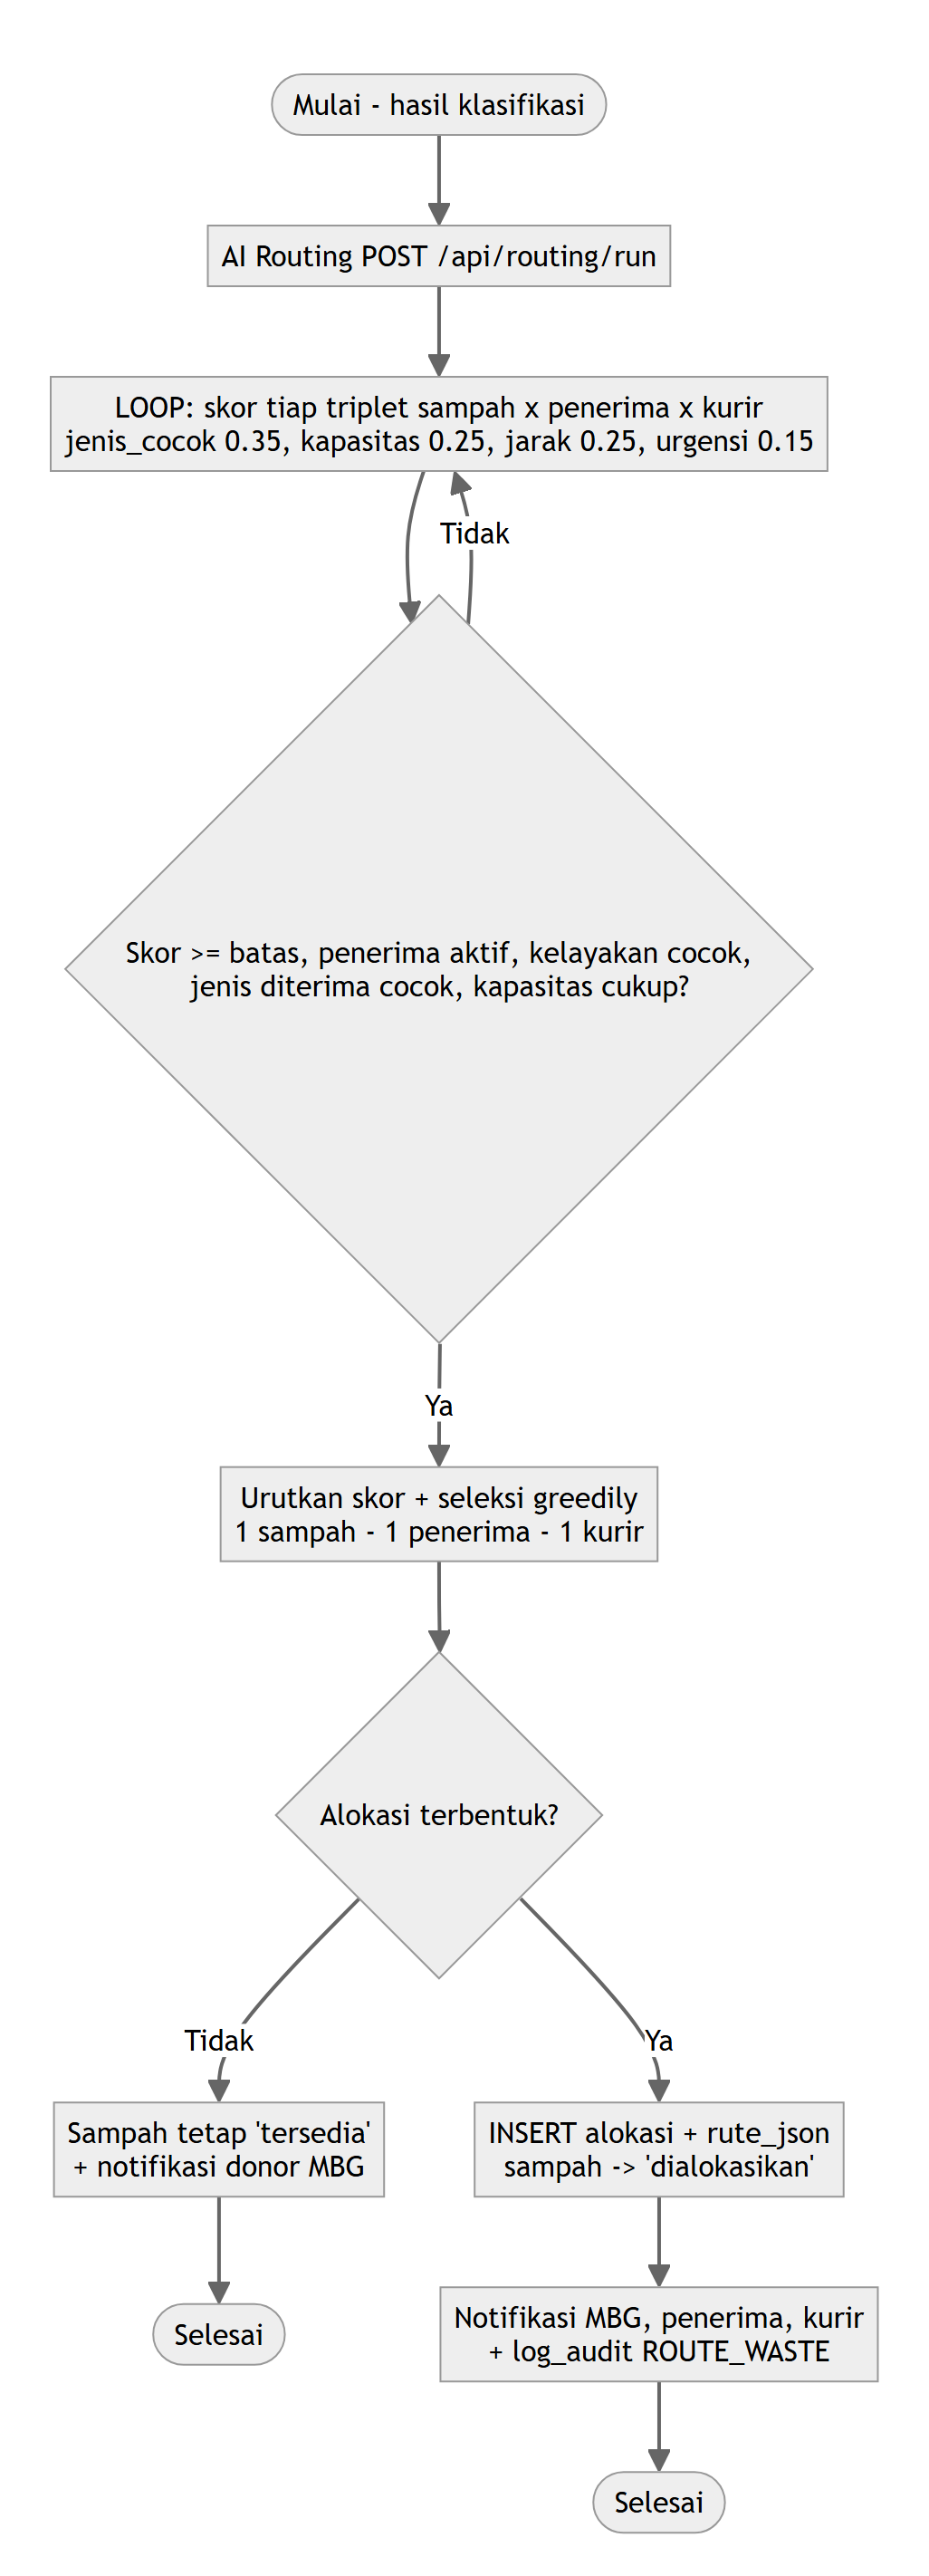 Mulai - hasil klasifikasi
AI Routing POST /api/routing/run
LOOP: skor tiap triplet sampah x penerima x kurir
jenis_cocok 0.35, kapasitas 0.25, jarak 0.25, urgensi 0.15
Tidak
Skor >= batas, penerima aktif, kelayakan cocok,
jenis diterima cocok, kapasitas cukup?
Ya
Urutkan skor + seleksi greedily
1 sampah - 1 penerima - 1 kurir
Alokasi terbentuk?
Tidak
Ya
Sampah tetap 'tersedia'
+ notifikasi donor MBG
INSERT alokasi + rute_json
sampah -> 'dialokasikan'
Selesai
Notifikasi MBG, penerima, kurir
+ log_audit ROUTE_WASTE
Selesai